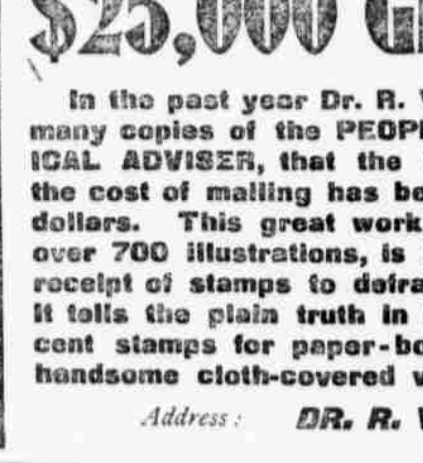 $25,000 GI
In the past year Dr. R. V
many copies of the PEOPL
ICAL ADVISER, that the
the cost of mailing has be
dollars. This great work
over 700 illustrations, is
receipt of stamps to defra
It tells the plain truth in
cent stamps for paper-bo
handsome cloth-covered v
Address: DR. R. V